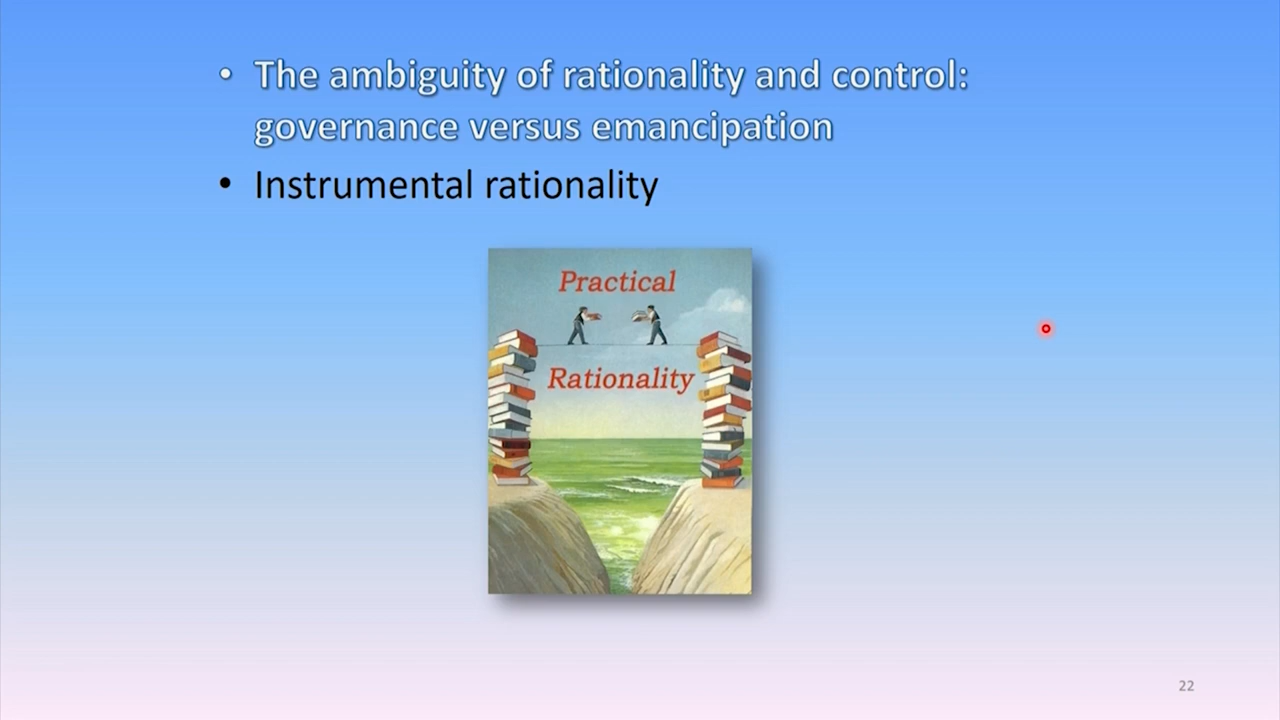 • The ambiguity of rationality and control:
governance versus emancipation
• Instrumental rationality
Practical
Rationality
22